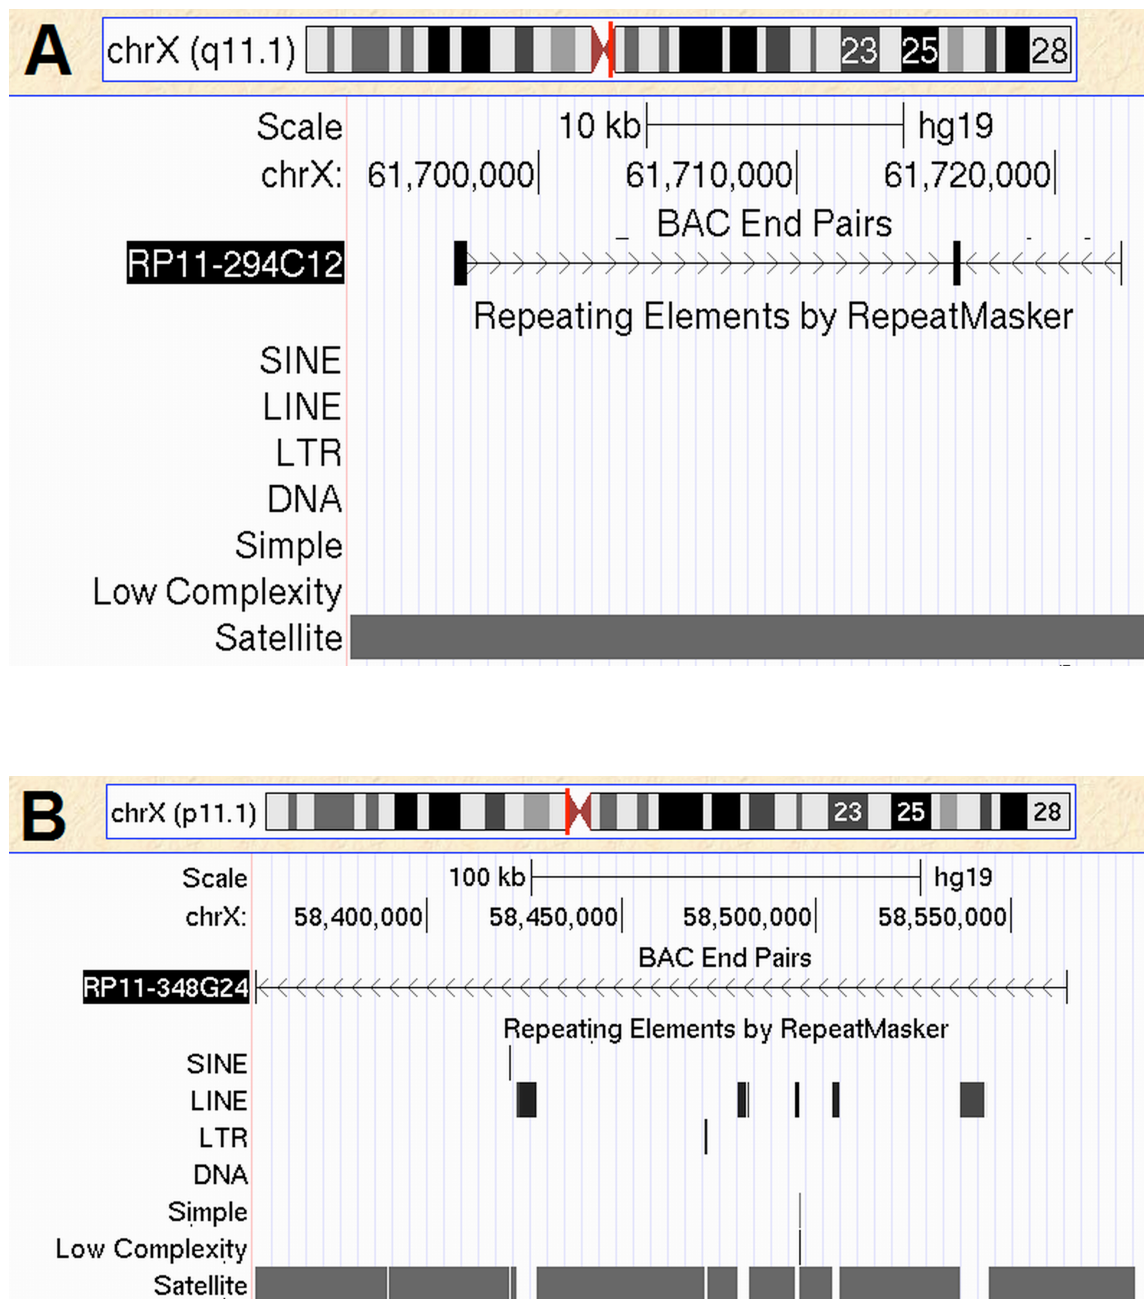 A
chrX (q11.1) 23 25 28
Scale 10 kb hg19
chrX: 61,700,000 61,710,000 61,720,000
BAC End Pairs
RP11-294C12
Repeating Elements by RepeatMasker
SINE
LINE
LTR
DNA
Simple
Low Complexity
Satellite
B
chrX (p11.1) 23 25 28
Scale 100 kb hg19
chrX: 58,400,000 58,450,000 58,500,000 58,550,000
BAC End Pairs
RP11-348G24
Repeating Elements by RepeatMasker
SINE
LINE
LTR
DNA
Simple
Low Complexity
Satellite